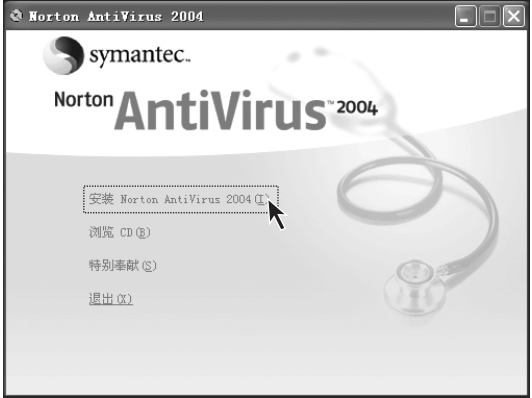 Norton AntiVirus 2004
symantec.
Norton AntiVirus™ 2004
安装 Norton AntiVirus 2004(I)
浏览 CD(B)
特别奉献(S)
退出(X)